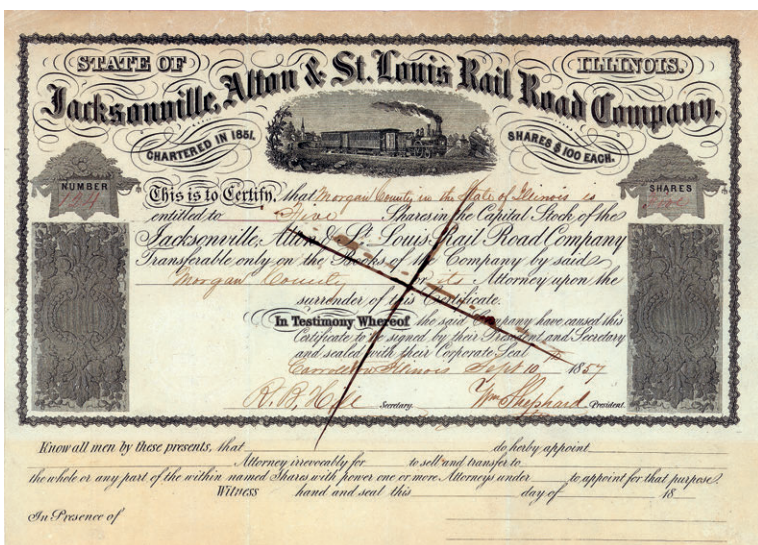 STATE OF ILLINOIS.
Jacksonville, Alton & St. Louis Rail Road Company.
CHARTERED IN 1851. SHARES $100 EACH.
NUMBER SHARES
194 Five
This is to Certify, that Morgan County in the State of Illinois is
entitled to Five Shares in the Capital Stock of the
Jacksonville, Alton & St. Louis Rail Road Company
Transferable only on the Books of the Company by said
Morgan County or its Attorney upon the
surrender of this Certificate.
In Testimony Whereof the said Company have caused this
Certificate to be signed by their President and Secretary
and sealed with their Corporate Seal
Carrollton Illinois Sept 10 1857
R. B. Hill Secretary. Wm Shephard President.
Know all men by these presents, that do herby appoint
Attorney irrevocably for to sell and transfer to
the whole or any part of the within named Shares with power one or more Attorneys under to appoint for that purpose.
Witness hand and seal this day of 18
In Presence of